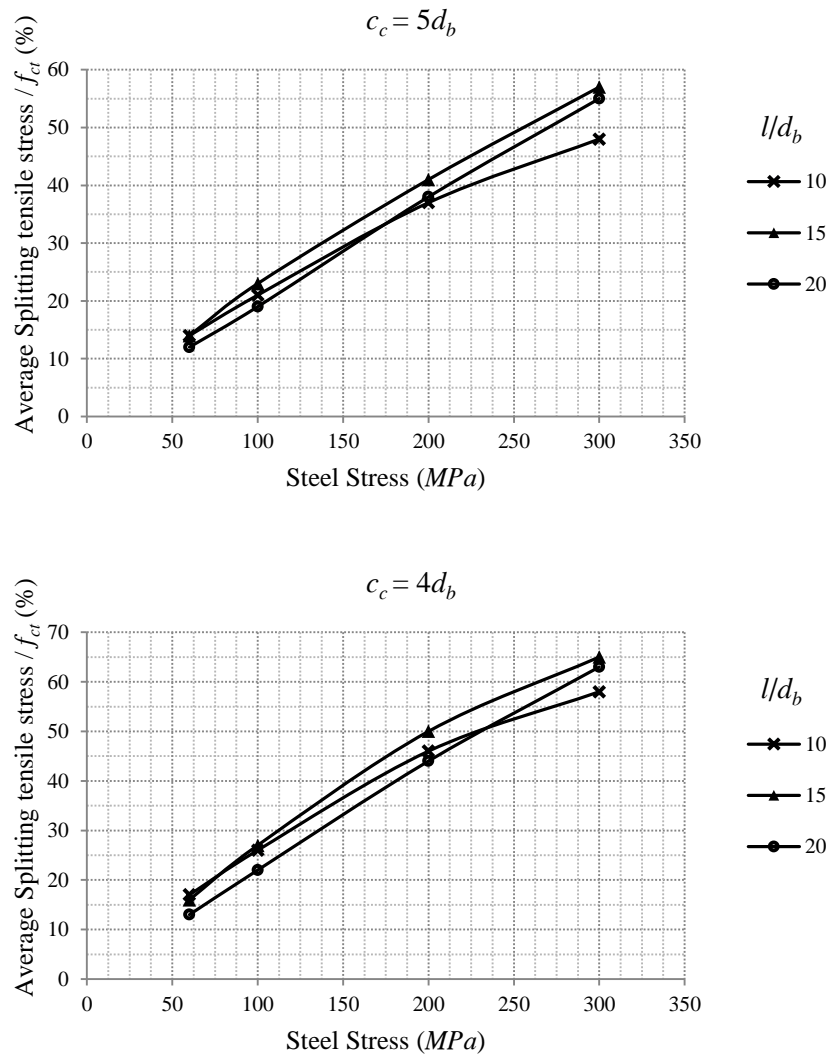 c_c = 5d_b
Average Splitting tensile stress / f_ct (%)
60
50
40
30
20
10
0
0 50 100 150 200 250 300 350
Steel Stress (MPa)
l/d_b
10
15
20
c_c = 4d_b
Average Splitting tensile stress / f_ct (%)
70
60
50
40
30
20
10
0
0 50 100 150 200 250 300 350
Steel Stress (MPa)
l/d_b
10
15
20